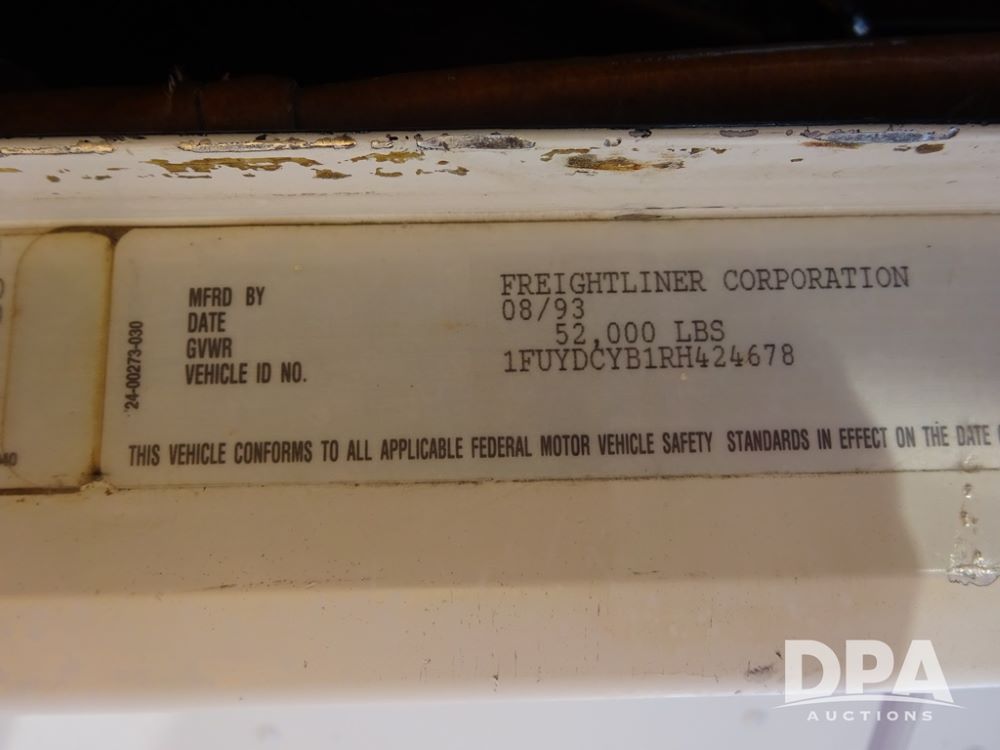 MFRD BY FREIGHTLINER CORPORATION
DATE 08/93
GVWR 52,000 LBS
VEHICLE ID NO. 1FUYDCYB1RH424678
24-00273-030
THIS VEHICLE CONFORMS TO ALL APPLICABLE FEDERAL MOTOR VEHICLE SAFETY STANDARDS IN EFFECT ON THE DATE
DPA
AUCTIONS